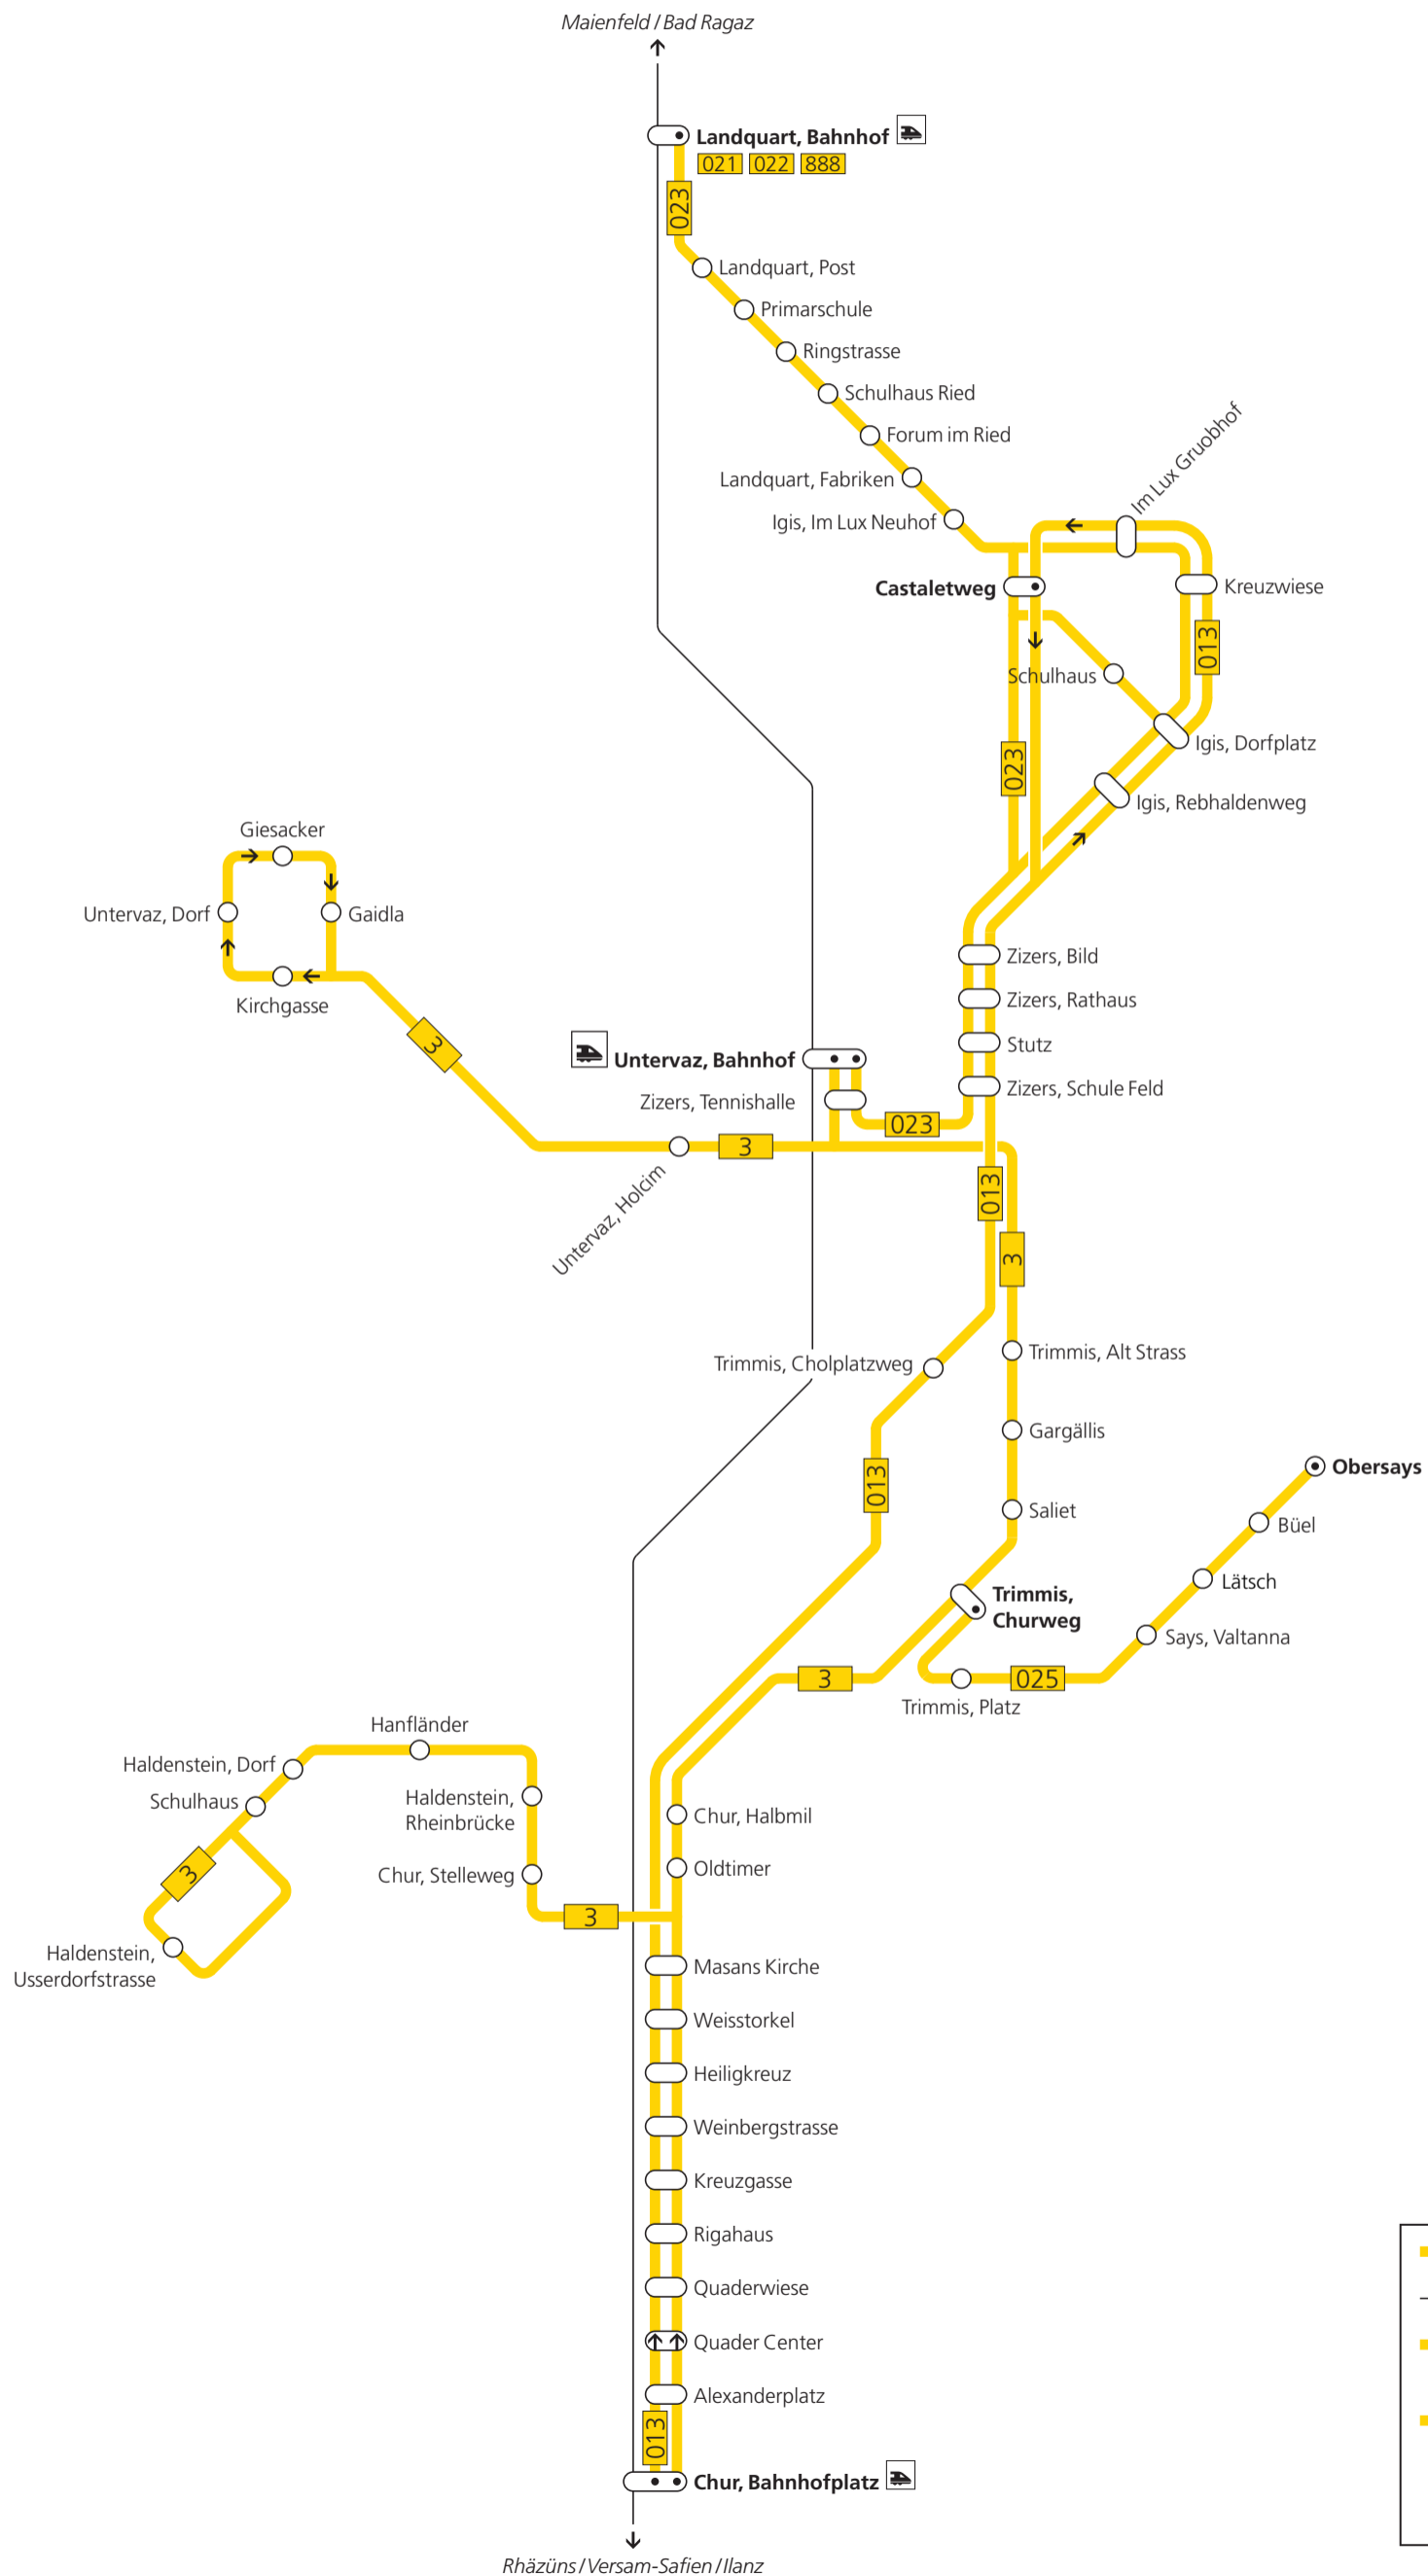 Maienfeld / Bad Ragaz
Landquart, Bahnhof
021 022 888
023
Landquart, Post
Primarschule
Ringstrasse
Schulhaus Ried
Forum im Ried
Landquart, Fabriken
Igis, Im Lux Neuhof
Im Lux Gruobhof
Castaletweg
Kreuzwiese
013
Schulhaus
Igis, Dorfplatz
023
Igis, Rebhaldenweg
Giesacker
Untervaz, Dorf
Gaidla
Kirchgasse
3
Zizers, Bild
Zizers, Rathaus
Stutz
Untervaz, Bahnhof
Zizers, Schule Feld
Zizers, Tennishalle
023
3
Untervaz, Holcim
013
3
Trimmis, Alt Strass
Trimmis, Cholplatzweg
Gargällis
Obersays
013
Saliet
Büel
Lätsch
Trimmis,
Churweg
Says, Valtanna
3
025
Trimmis, Platz
Hanfländer
Haldenstein, Dorf
Schulhaus
Haldenstein,
Rheinbrücke
Chur, Halbmil
Oldtimer
Chur, Stelleweg
3
3
Haldenstein,
Usserdorfstrasse
Masans Kirche
Weisstorkel
Heiligkreuz
Weinbergstrasse
Kreuzgasse
Rigahaus
Quaderwiese
Quader Center
Alexanderplatz
013
Chur, Bahnhofplatz
Rhäzüns / Versam-Safien / Ilanz